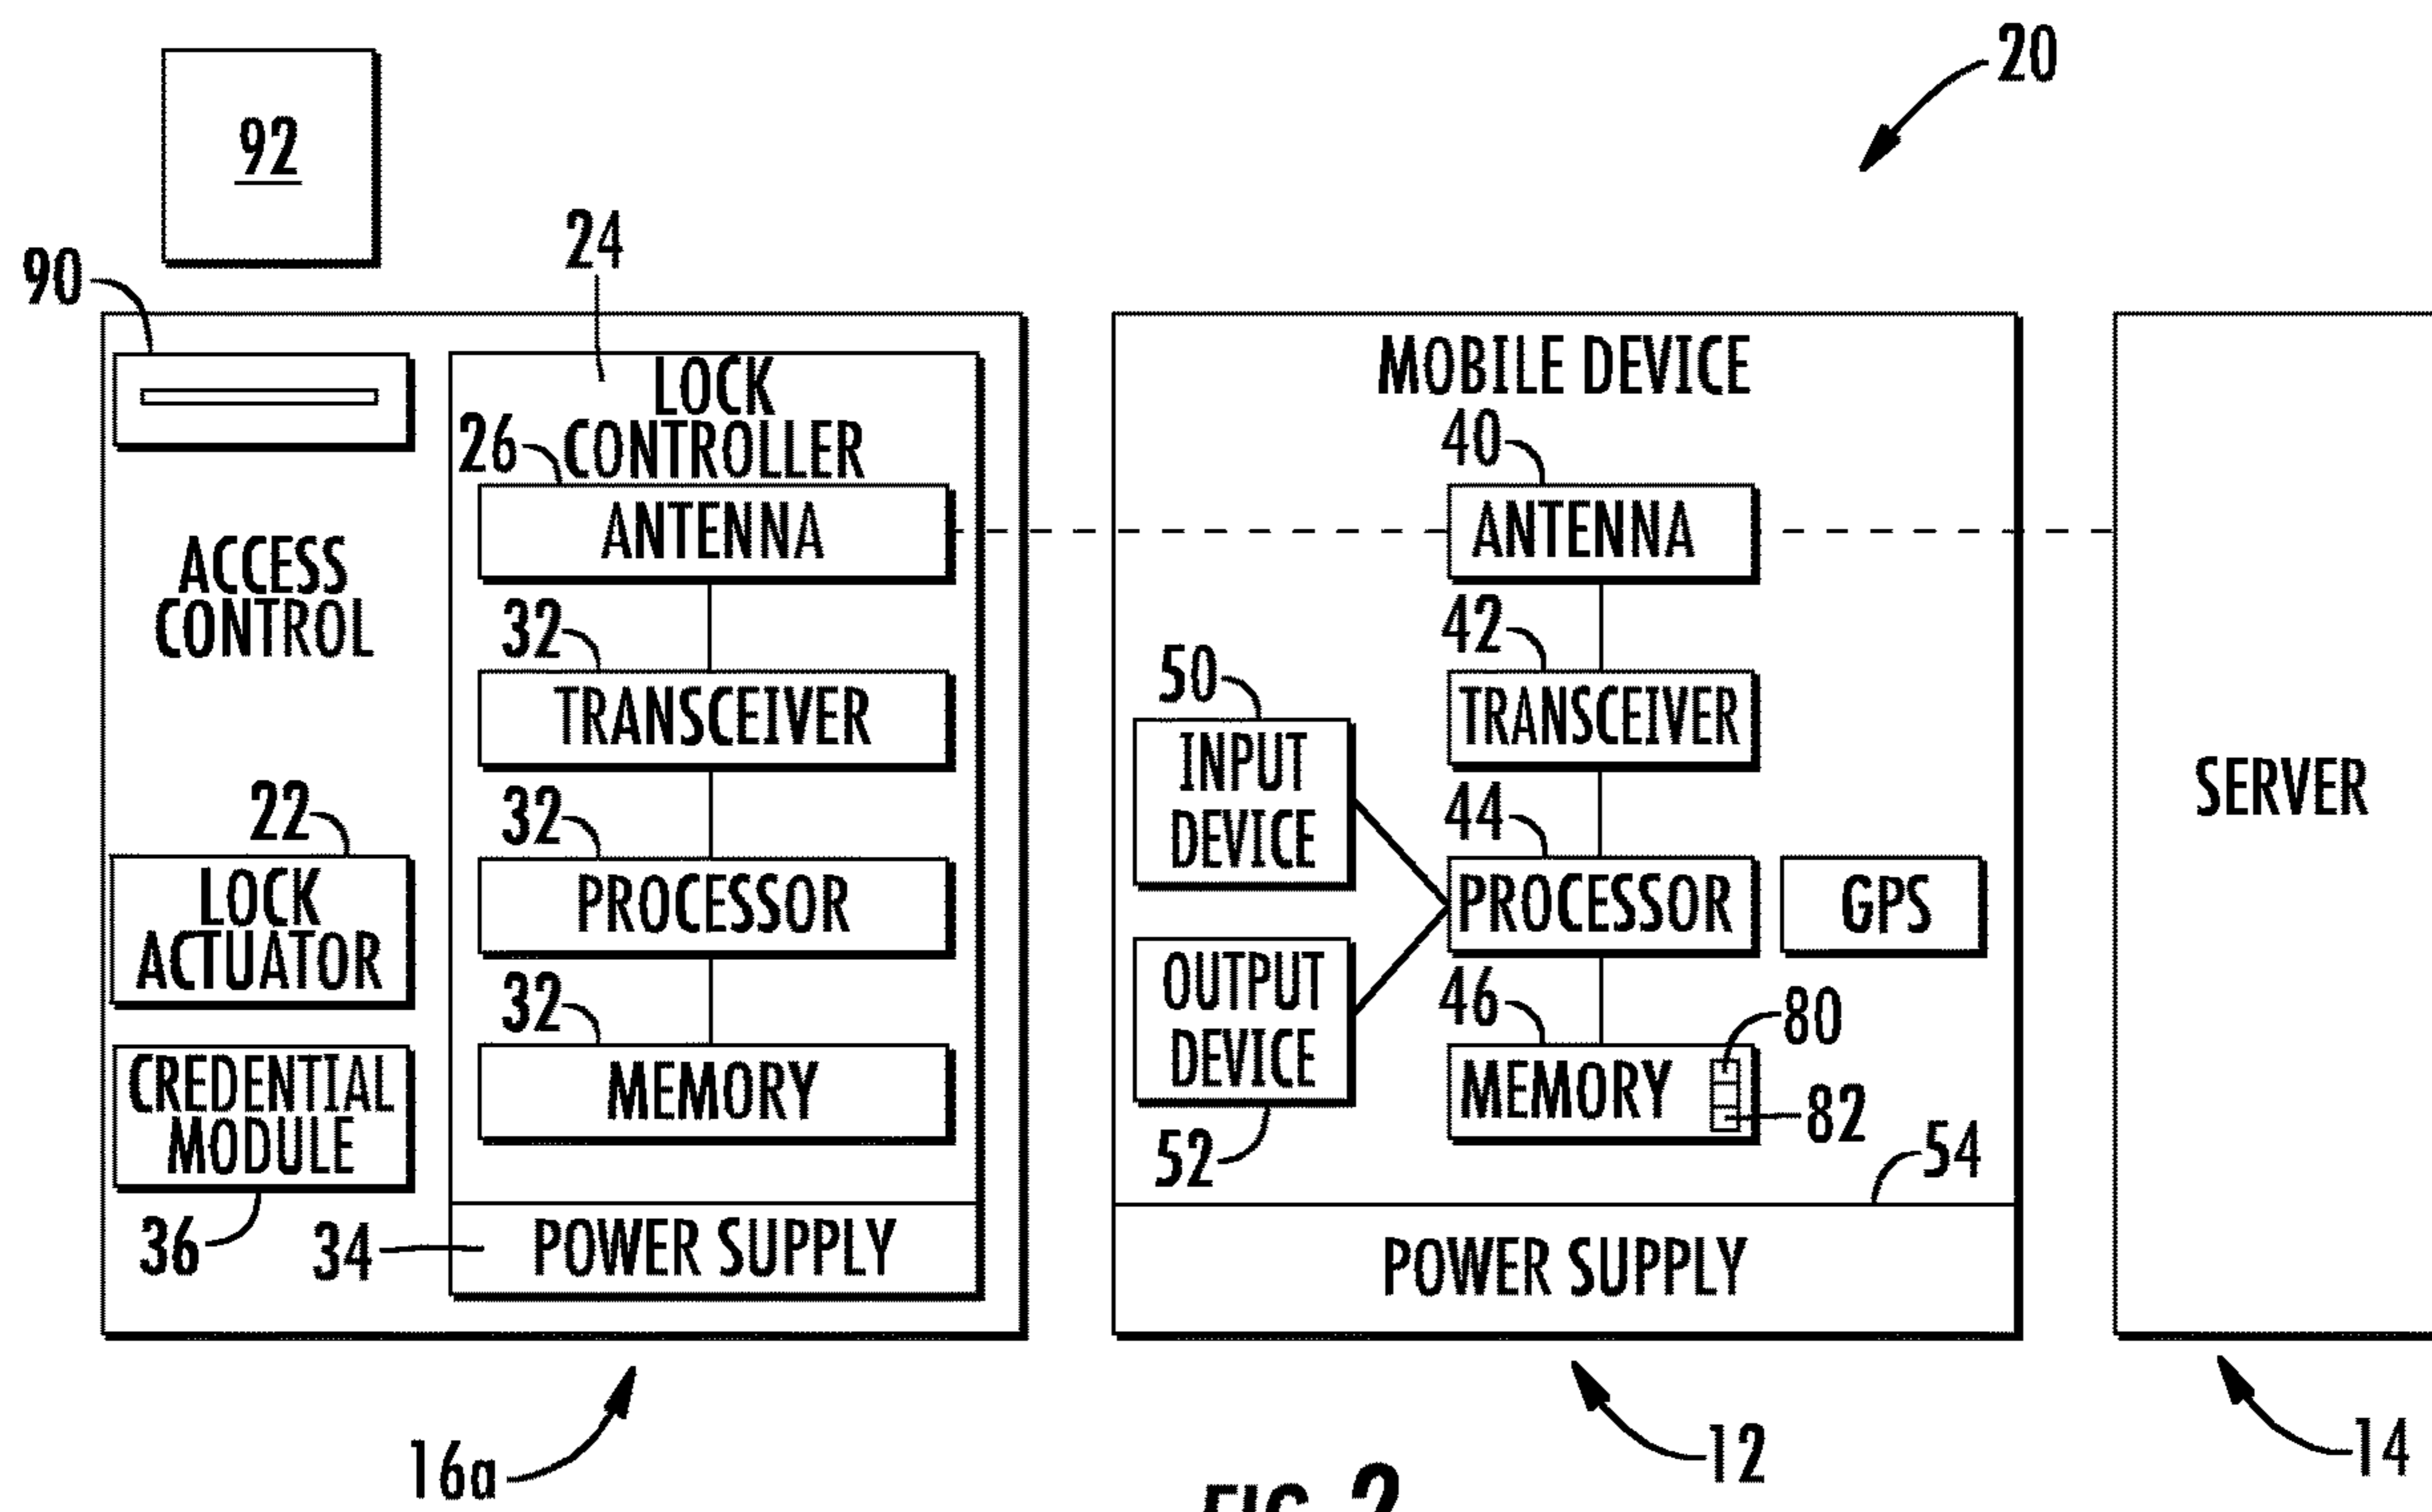 20
92
24
90
LOCK
CONTROLLER
26
ANTENNA
ACCESS
CONTROL
32
TRANSCEIVER
32
PROCESSOR
22
LOCK
ACTUATOR
32
MEMORY
CREDENTIAL
MODULE
36
34
POWER SUPPLY
16a
MOBILE DEVICE
40
ANTENNA
42
TRANSCEIVER
50
INPUT
DEVICE
44
PROCESSOR
GPS
OUTPUT
DEVICE
52
46
MEMORY
80
82
54
POWER SUPPLY
12
SERVER
14
FIG. 2